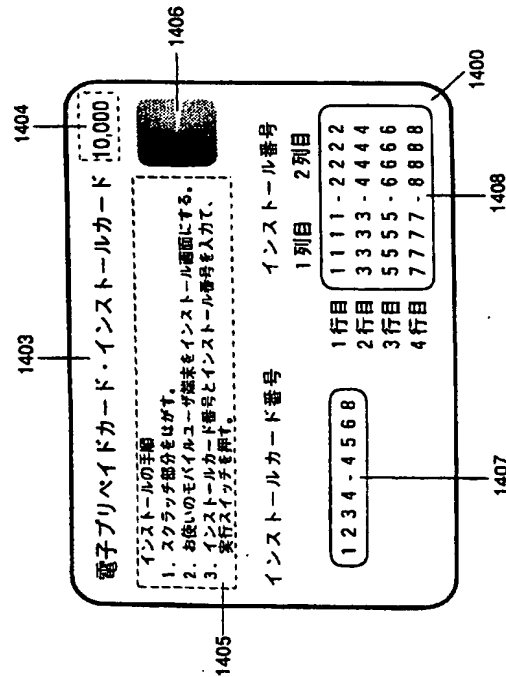 1403
1404
1406
電子プリペイドカード・インストールカード 10,000
インストールの手順
1. スクラッチ部分をはがす。
2. お使いのモバイルユーザ端末をインストール画面にする。
3. インストールカード番号とインストール番号を入力て、
実行スイッチを押す。
1405
インストールカード番号
1234-4568
1407
インストール番号
1列目 2列目
1行目 1111-2222
2行目 3333-4444
3行目 5555-6666
4行目 7777-8888
1408
1400